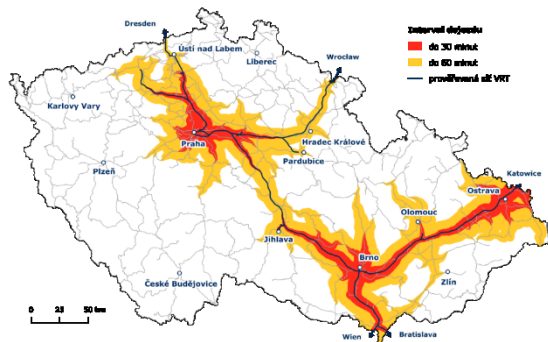 Dresden
Wrocław
Ústí nad Labem
Liberec
Karlovy Vary
Praha
Hradec Králové
Pardubice
Plzeň
Katowice
Ostrava
Olomouc
Jihlava
Brno
Zlín
České Budějovice
Wien
Bratislava
Interval dojezdu
do 30 minut
do 60 minut
prověřovaná síť VRT
0 25 50 km